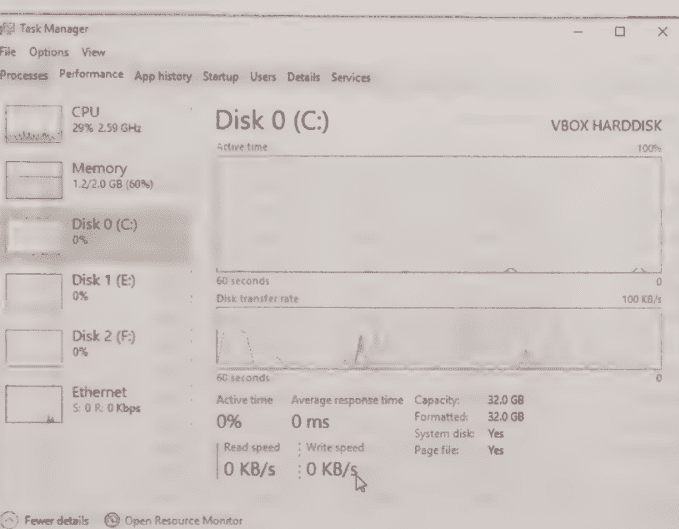 Task Manager
File Options View
Processes Performance App history Startup Users Details Services
CPU
29% 2.59 GHz
Memory
1.2/2.0 GB (60%)
Disk 0 (C:)
0%
Disk 1 (E:)
0%
Disk 2 (F:)
0%
Ethernet
S: 0 R: 0 Kbps
Disk 0 (C:)
VBOX HARDDISK
Active time
100%
60 seconds
0
Disk transfer rate
100 KB/s
60 seconds
0
Active time
0%
Average response time
0 ms
Read speed
0 KB/s
Write speed
0 KB/s
Capacity: 32.0 GB
Formatted: 32.0 GB
System disk: Yes
Page file: Yes
Fewer details Open Resource Monitor